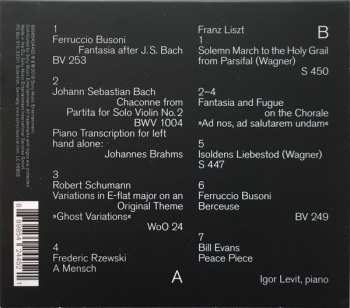 1
Ferruccio Busoni
Fantasia after J.S. Bach
BV 253
2
Johann Sebastian Bach
Chaconne from
Partita for Solo Violin No.2
BWV 1004
Piano Transcription for left
hand alone:
Johannes Brahms
3
Robert Schumann
Variations in E-flat major on an
Original Theme
»Ghost Variations«
WoO 24
4
Frederic Rzewski
A Mensch
A
Franz Liszt
B
1
Solemn March to the Holy Grail
from Parsifal (Wagner)
S 450
2–4
Fantasia and Fugue
on the Chorale
»Ad nos, ad salutarem undam«
5
Isoldens Liebestod (Wagner)
S 447
6
Ferruccio Busoni
Berceuse
BV 249
7
Bill Evans
Peace Piece
Igor Levit, piano